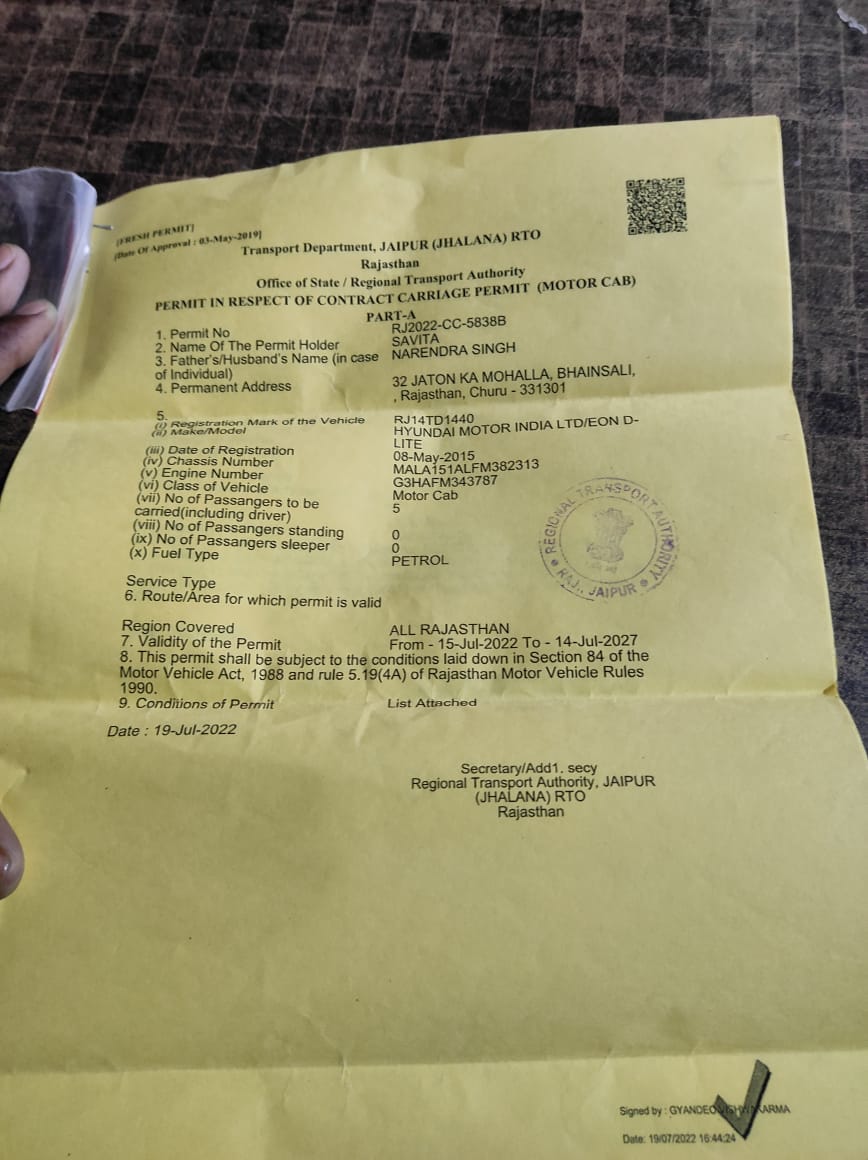 [FRESH PERMIT]
[Date Of Approval : 03-May-2019]
Transport Department, JAIPUR (JHALANA) RTO
Rajasthan
Office of State / Regional Transport Authority
PERMIT IN RESPECT OF CONTRACT CARRIAGE PERMIT (MOTOR CAB)
PART-A
1. Permit No RJ2022-CC-5838B
2. Name Of The Permit Holder SAVITA
3. Father's/Husband's Name (in case NARENDRA SINGH
of Individual)
4. Permanent Address 32 JATON KA MOHALLA, BHAINSALI,
, Rajasthan, Churu - 331301
5.
(i) Registration Mark of the Vehicle RJ14TD1440
(ii) Make/Model HYUNDAI MOTOR INDIA LTD/EON D-
LITE
(iii) Date of Registration 08-May-2015
(iv) Chassis Number MALA151ALFM382313
(v) Engine Number G3HAFM343787
(vi) Class of Vehicle Motor Cab
(vii) No of Passengers to be 5
carried(including driver)
(viii) No of Passengers standing 0
(ix) No of Passengers sleeper 0
(x) Fuel Type PETROL
REGIONAL TRANSPORT AUTHORITY
RAJ., JAIPUR
Service Type
6. Route/Area for which permit is valid
Region Covered ALL RAJASTHAN
7. Validity of the Permit From - 15-Jul-2022 To - 14-Jul-2027
8. This permit shall be subject to the conditions laid down in Section 84 of the
Motor Vehicle Act, 1988 and rule 5.19(4A) of Rajasthan Motor Vehicle Rules
1990.
9. Conditions of Permit List Attached
Date : 19-Jul-2022
Secretary/Add1. secy
Regional Transport Authority, JAIPUR
(JHALANA) RTO
Rajasthan
Signed by : GYANDEO VISHWAKARMA
Date: 19/07/2022 16:44:24